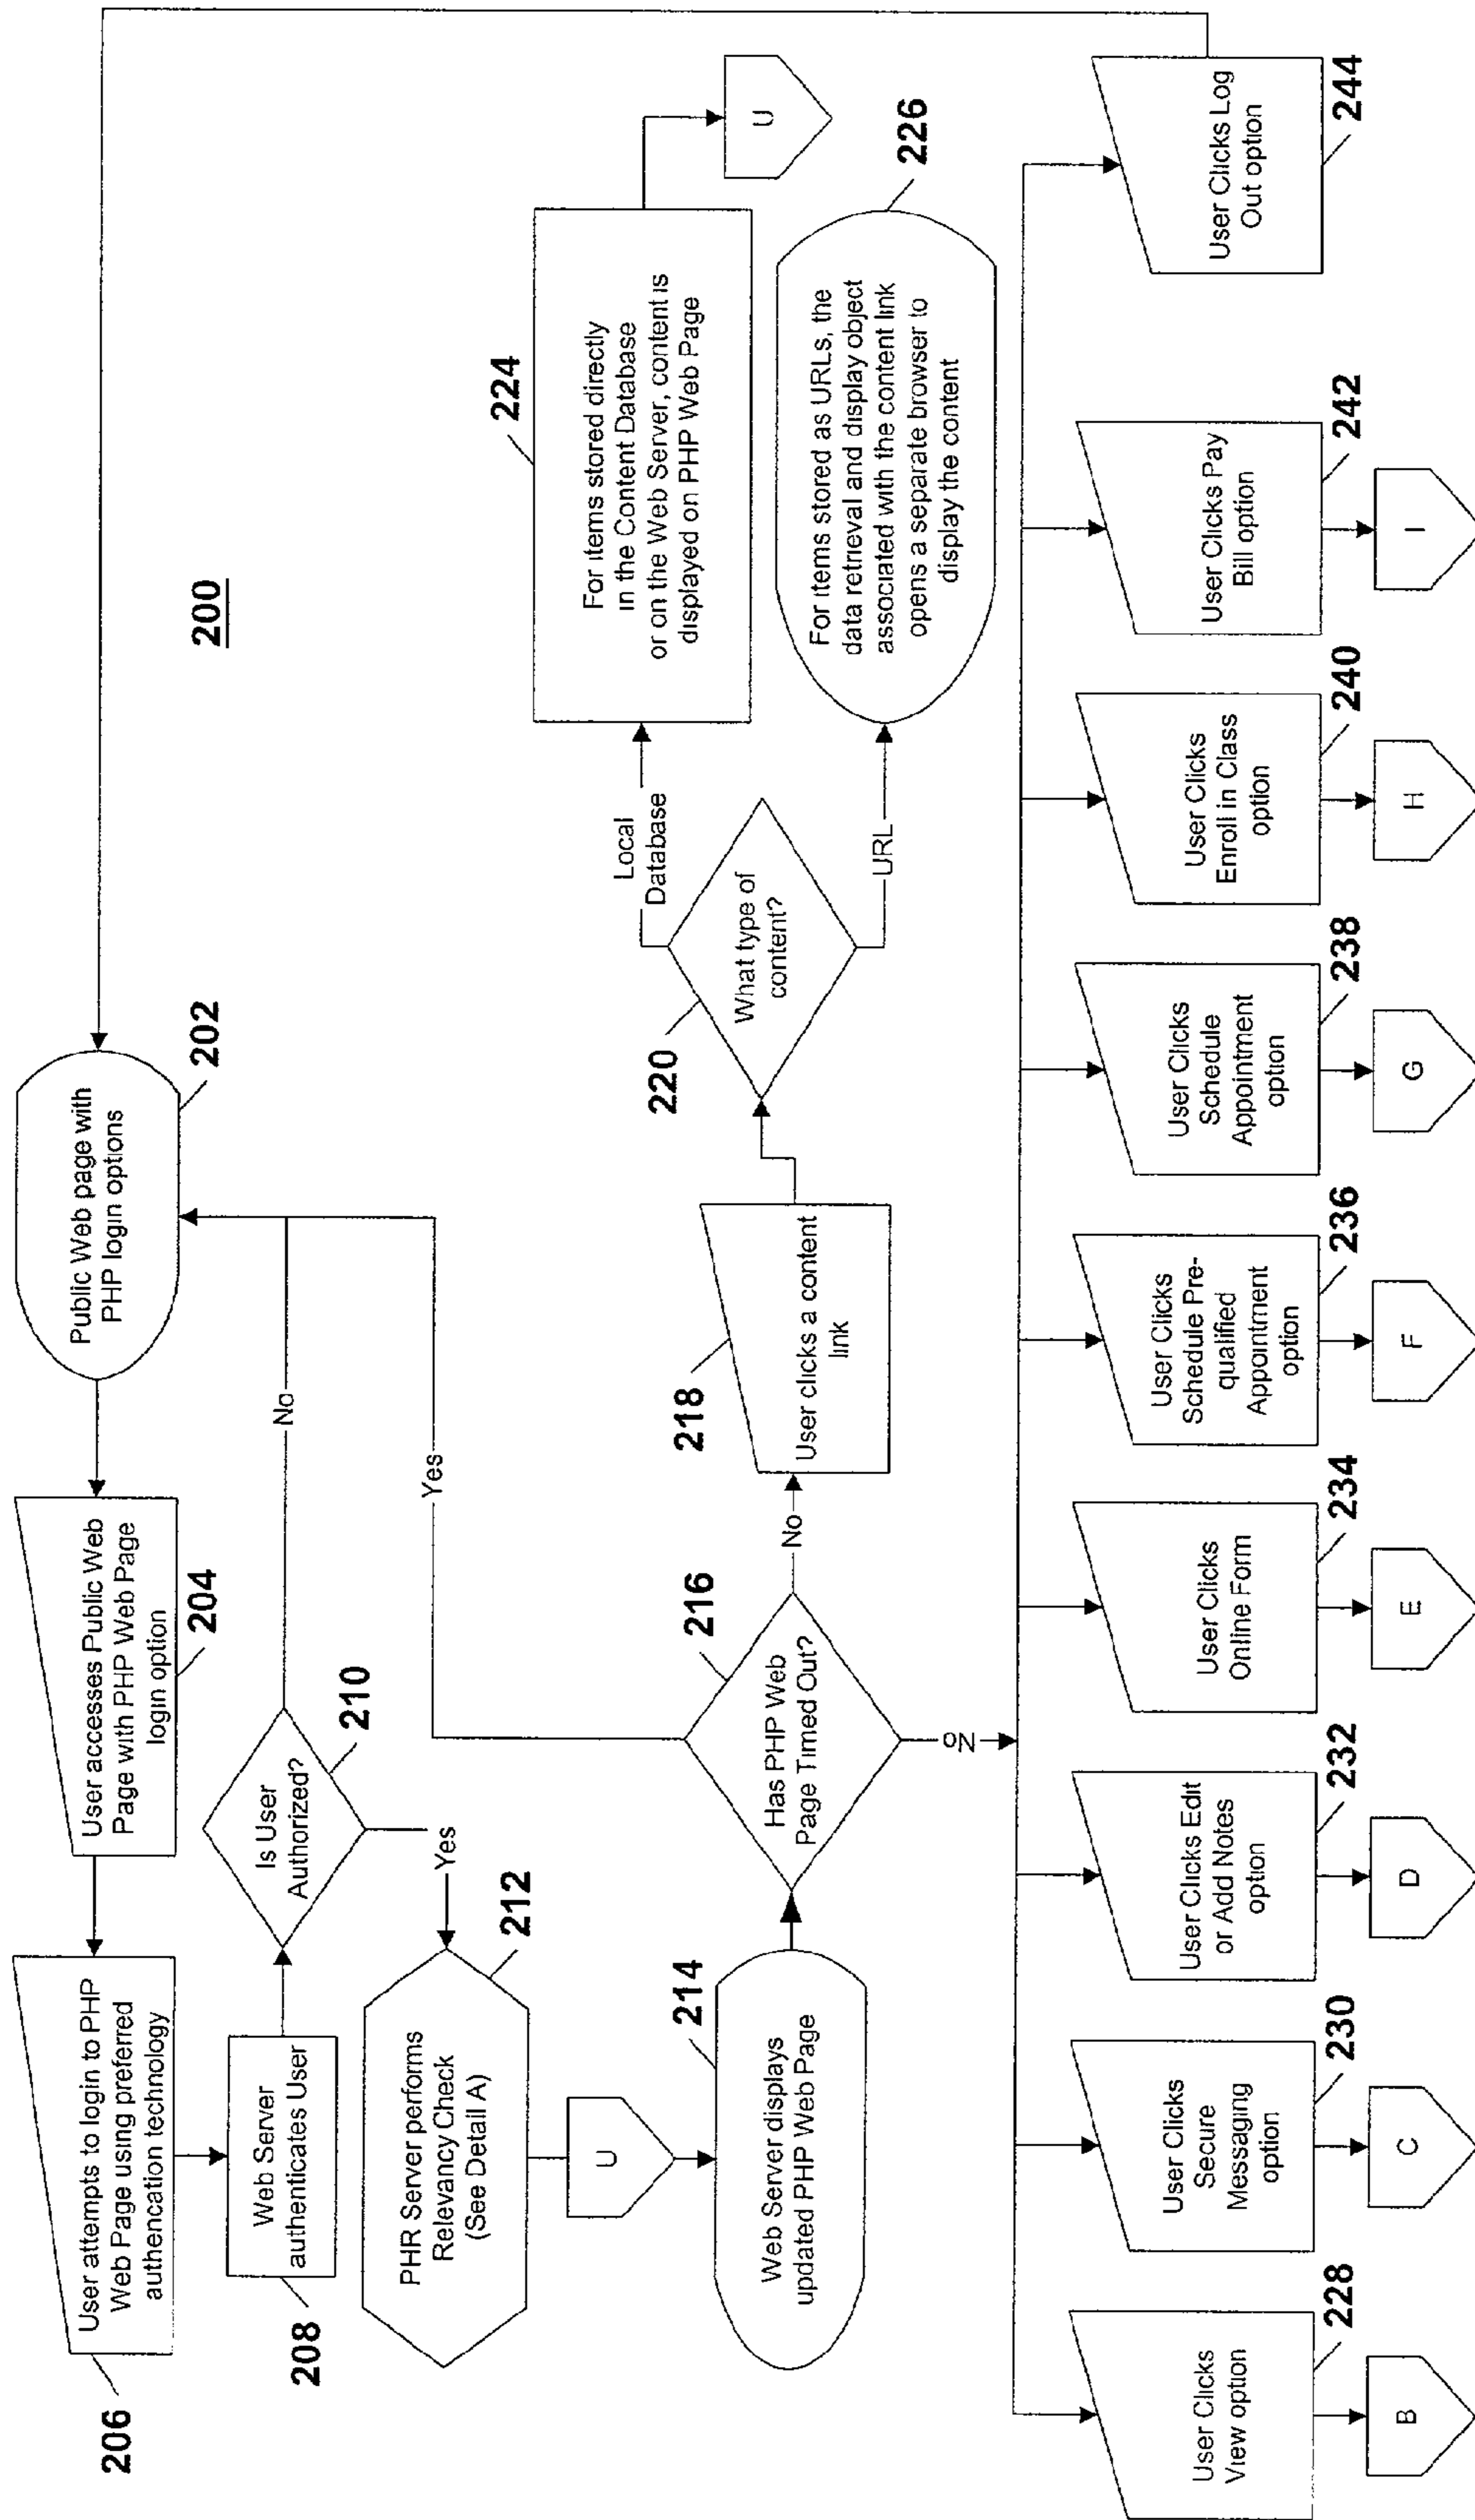 200
Public Web page with
PHP login options
202
User accesses Public Web
Page with PHP Web Page
login option
204
User attempts to login to PHP
Web Page using preferred
authencation technology
206
Web Server
authenticates User
208
Is User
Authorized?
210
No
Yes
PHR Server performs
Relevancy Check
(See Detail A)
212
U
Web Server displays
updated PHP Web Page
214
Has PHP Web
Page Timed Out?
216
Yes
No
No
User clicks a content
link
218
What type of
content?
220
Local
Database
URL
For items stored directly
in the Content Database
or on the Web Server, content is
displayed on PHP Web Page
224
U
For items stored as URLs, the
data retrieval and display object
associated with the content link
opens a separate browser to
display the content
226
User Clicks
View option
228
B
User Clicks
Secure
Messaging
option
230
C
User Clicks Edit
or Add Notes
option
232
D
User Clicks
Online Form
234
E
User Clicks
Schedule Pre-
qualified
Appointment
option
236
F
User Clicks
Schedule
Appointment
option
238
G
User Clicks
Enroll in Class
option
240
H
User Clicks Pay
Bill option
242
I
User Clicks Log
Out option
244